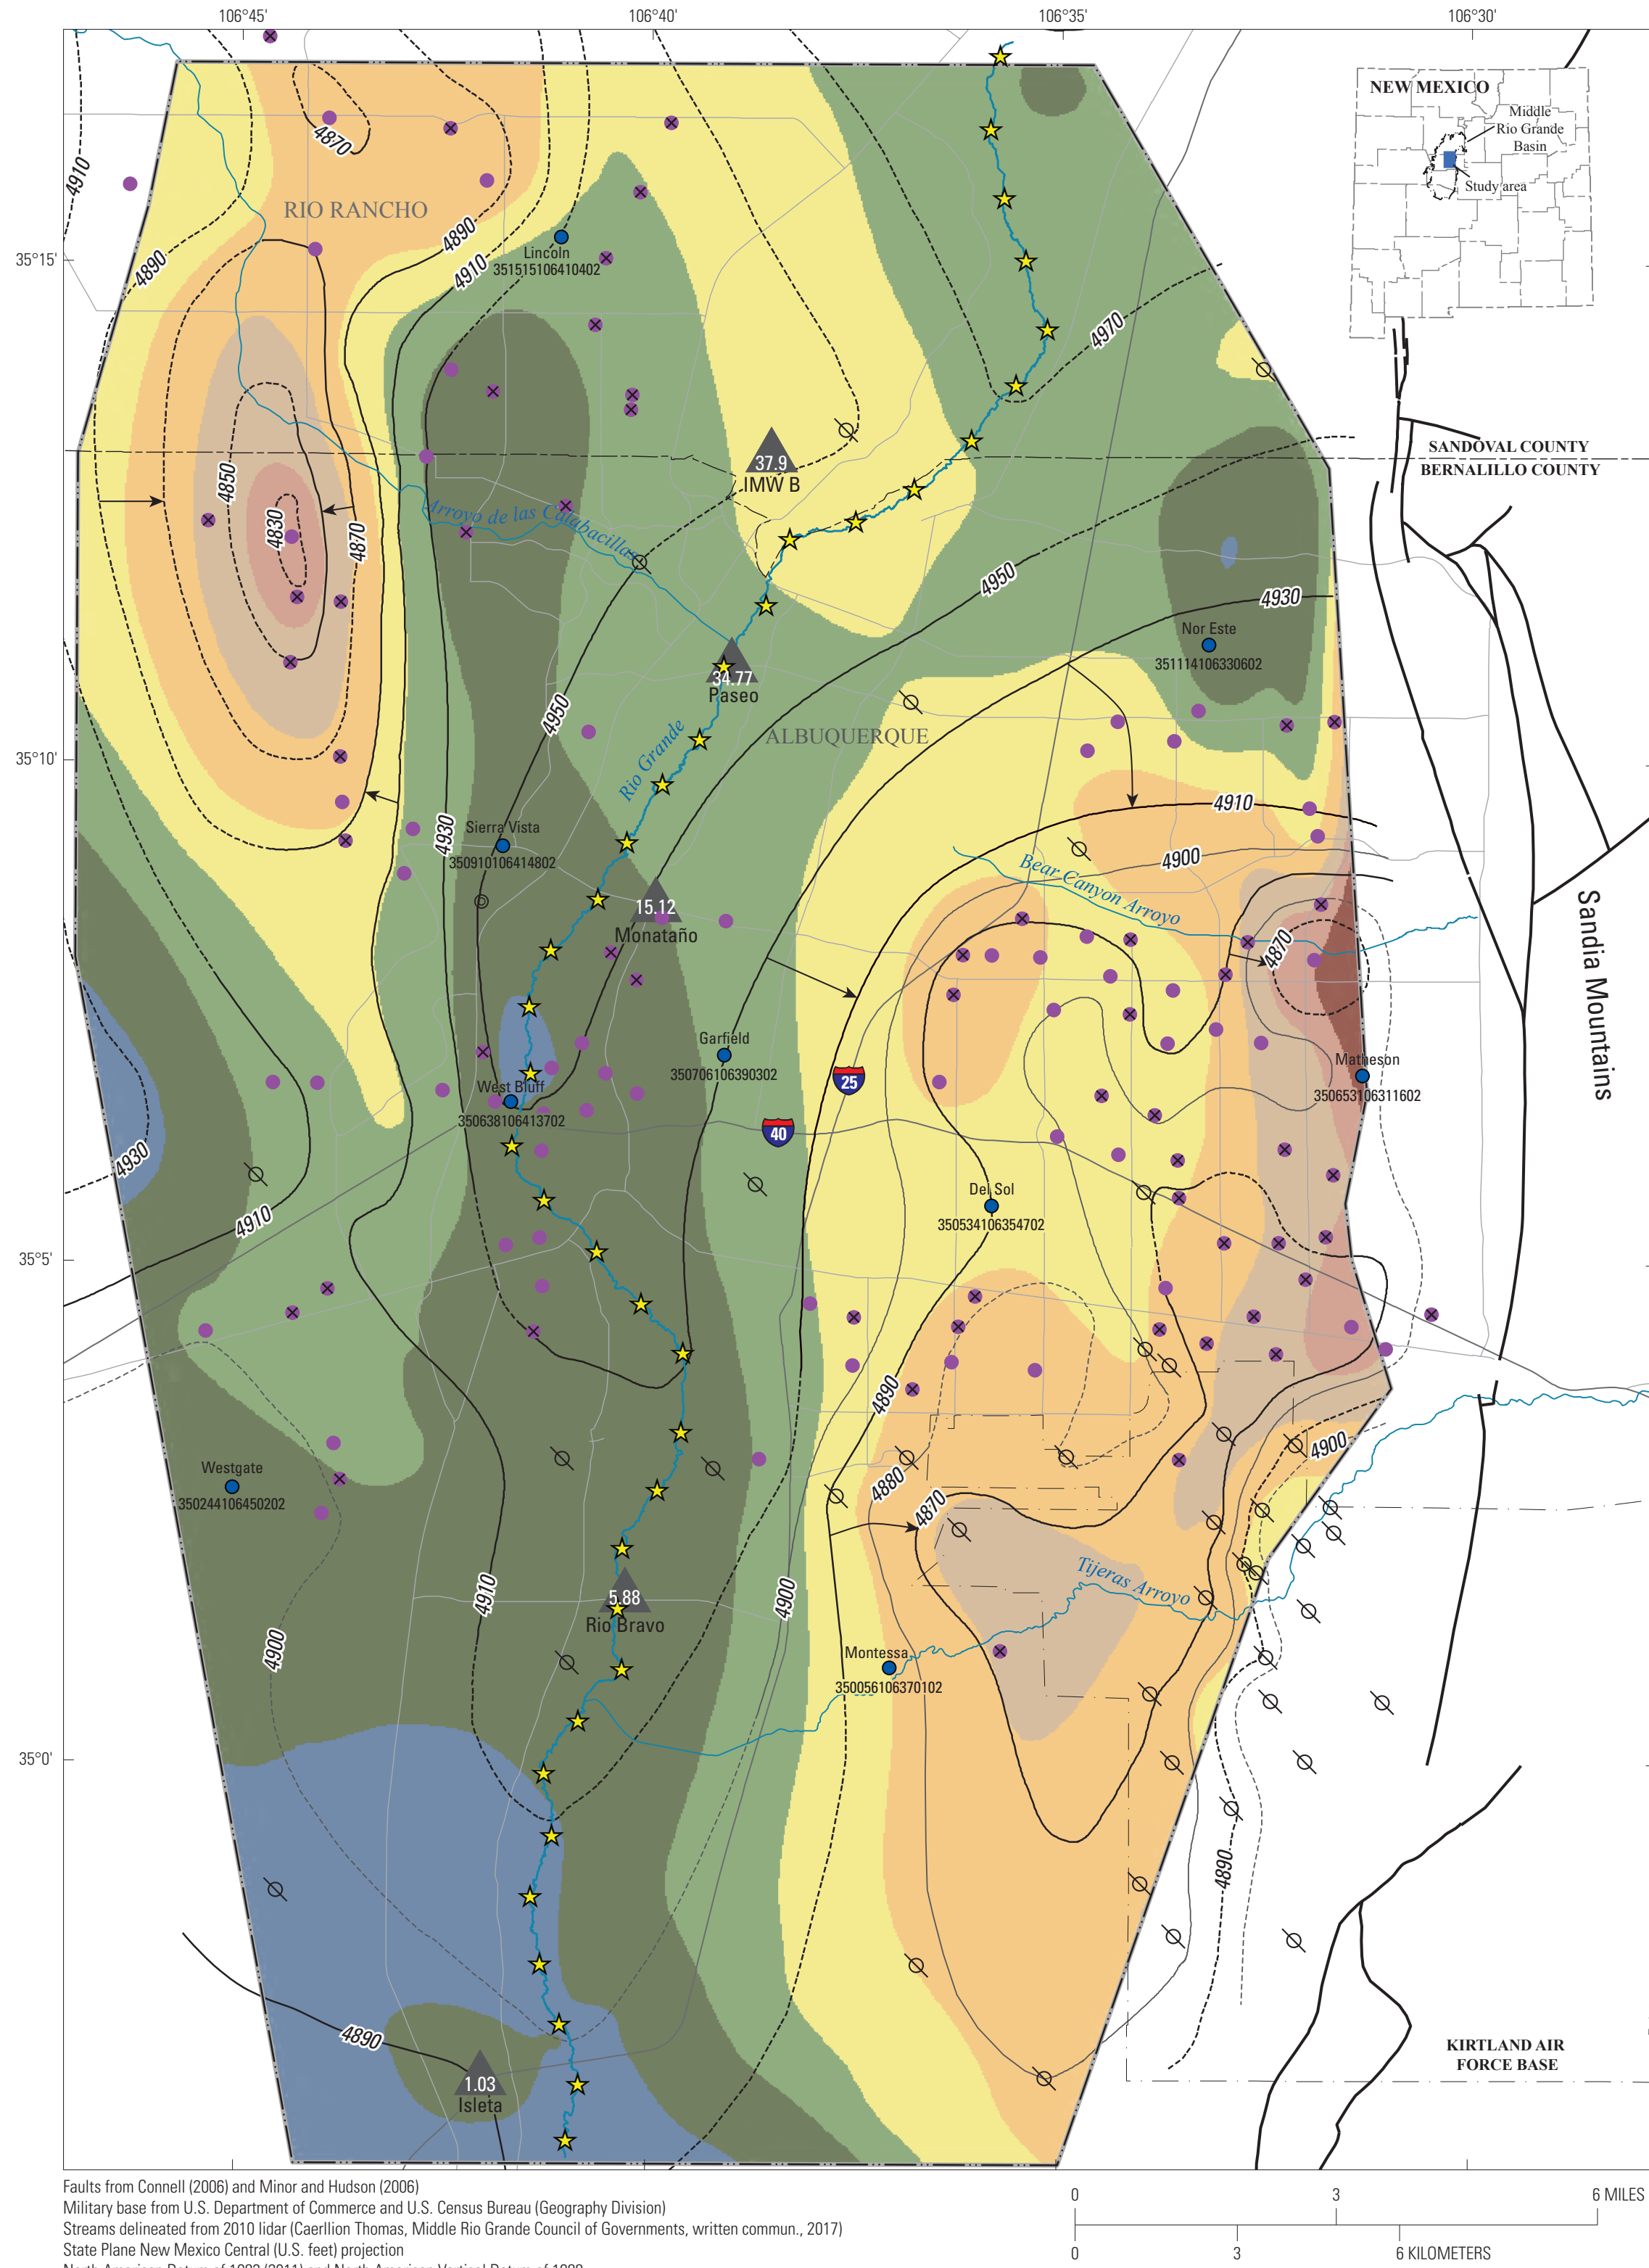 106°45'
106°40'
106°35'
106°30'
NEW MEXICO
Middle
Rio Grande
Basin
Study area
4870
4910
RIO RANCHO
4890
4890
4910
Lincoln
351515106410402
35°15'
4970
SANDOVAL COUNTY
BERNALILLO COUNTY
37.9
IMW B
4850
4830
4870
Arroyo de las Calabacillas
4950
4930
Nor Este
351114106330602
34.77
Paseo
4950
ALBUQUERQUE
Rio Grande
35°10'
4910
4930
Sierra Vista
350910106414802
4900
Bear Canyon Arroyo
15.12
Monataño
4870
Sandia Mountains
Garfield
350706106390302
25
Matheson
350653106311602
West Bluff
350638106413702
40
4930
Del Sol
350534106354702
4910
35°5'
4890
4900
Westgate
350244106450202
4880
4870
4910
4900
5.88
Rio Bravo
Tijeras Arroyo
4900
Montessa
350056106370102
35°0'
4890
4890
KIRTLAND AIR
FORCE BASE
1.03
Isleta
Faults from Connell (2006) and Minor and Hudson (2006)
Military base from U.S. Department of Commerce and U.S. Census Bureau (Geography Division)
Streams delineated from 2010 lidar (Caerllion Thomas, Middle Rio Grande Council of Governments, written commun., 2017)
State Plane New Mexico Central (U.S. feet) projection
0 3 6 MILES
0 3 6 KILOMETERS